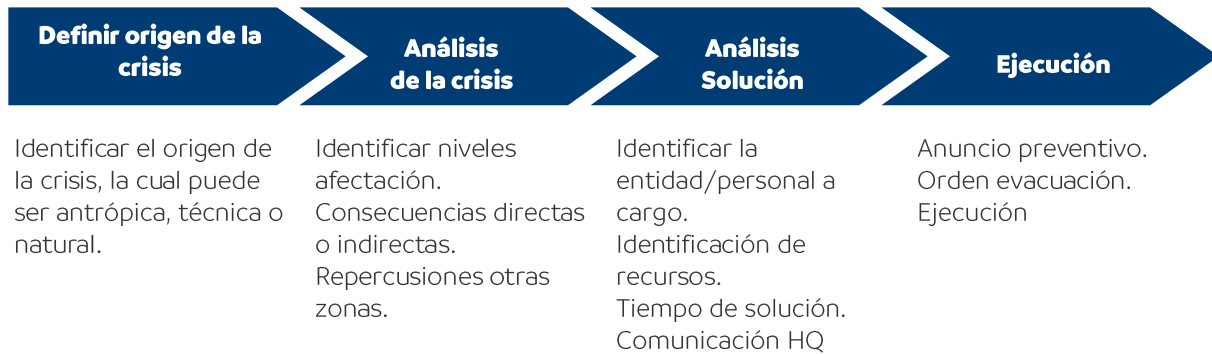 Definir origen de la
crisis
Análisis
de la crisis
Análisis
Solución
Ejecución
Identificar el origen de
la crisis, la cual puede
ser antrópica, técnica o
natural.
Identificar niveles
afectación.
Consecuencias directas
o indirectas.
Repercusiones otras
zonas.
Identificar la
entidad/personal a
cargo.
Identificación de
recursos.
Tiempo de solución.
Comunicación HQ
Anuncio preventivo.
Orden evacuación.
Ejecución